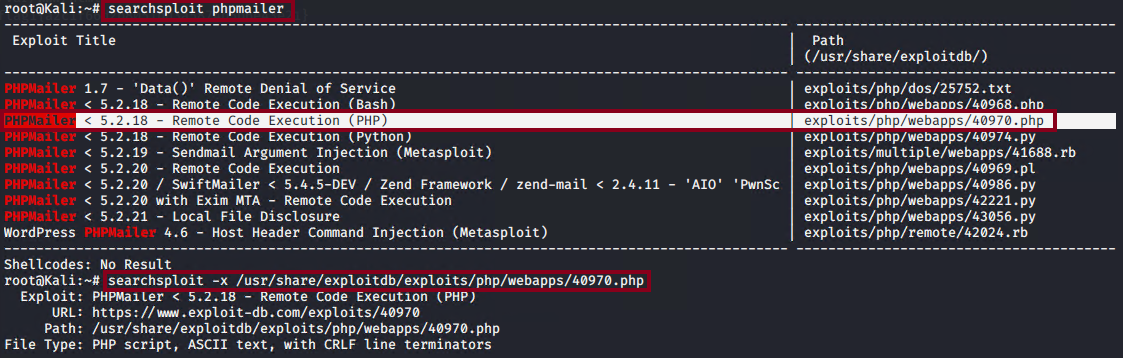 root@Kali:~# searchsploit phpmailer
Exploit Title | Path
| (/usr/share/exploitdb/)
PHPMailer 1.7 - 'Data()' Remote Denial of Service | exploits/php/dos/25752.txt
PHPMailer < 5.2.18 - Remote Code Execution (Bash) | exploits/php/webapps/40968.php
PHPMailer < 5.2.18 - Remote Code Execution (PHP) | exploits/php/webapps/40970.php
PHPMailer < 5.2.18 - Remote Code Execution (Python) | exploits/php/webapps/40974.py
PHPMailer < 5.2.19 - Sendmail Argument Injection (Metasploit) | exploits/multiple/webapps/41688.rb
PHPMailer < 5.2.20 - Remote Code Execution | exploits/php/webapps/40969.pl
PHPMailer < 5.2.20 / SwiftMailer < 5.4.5-DEV / Zend Framework / zend-mail < 2.4.11 - 'AIO' 'PwnSc | exploits/php/webapps/40986.py
PHPMailer < 5.2.20 with Exim MTA - Remote Code Execution | exploits/php/webapps/42221.py
PHPMailer < 5.2.21 - Local File Disclosure | exploits/php/webapps/43056.py
WordPress PHPMailer 4.6 - Host Header Command Injection (Metasploit) | exploits/php/remote/42024.rb
Shellcodes: No Result
root@Kali:~# searchsploit -x /usr/share/exploitdb/exploits/php/webapps/40970.php
Exploit: PHPMailer < 5.2.18 - Remote Code Execution (PHP)
URL: https://www.exploit-db.com/exploits/40970
Path: /usr/share/exploitdb/exploits/php/webapps/40970.php
File Type: PHP script, ASCII text, with CRLF line terminators